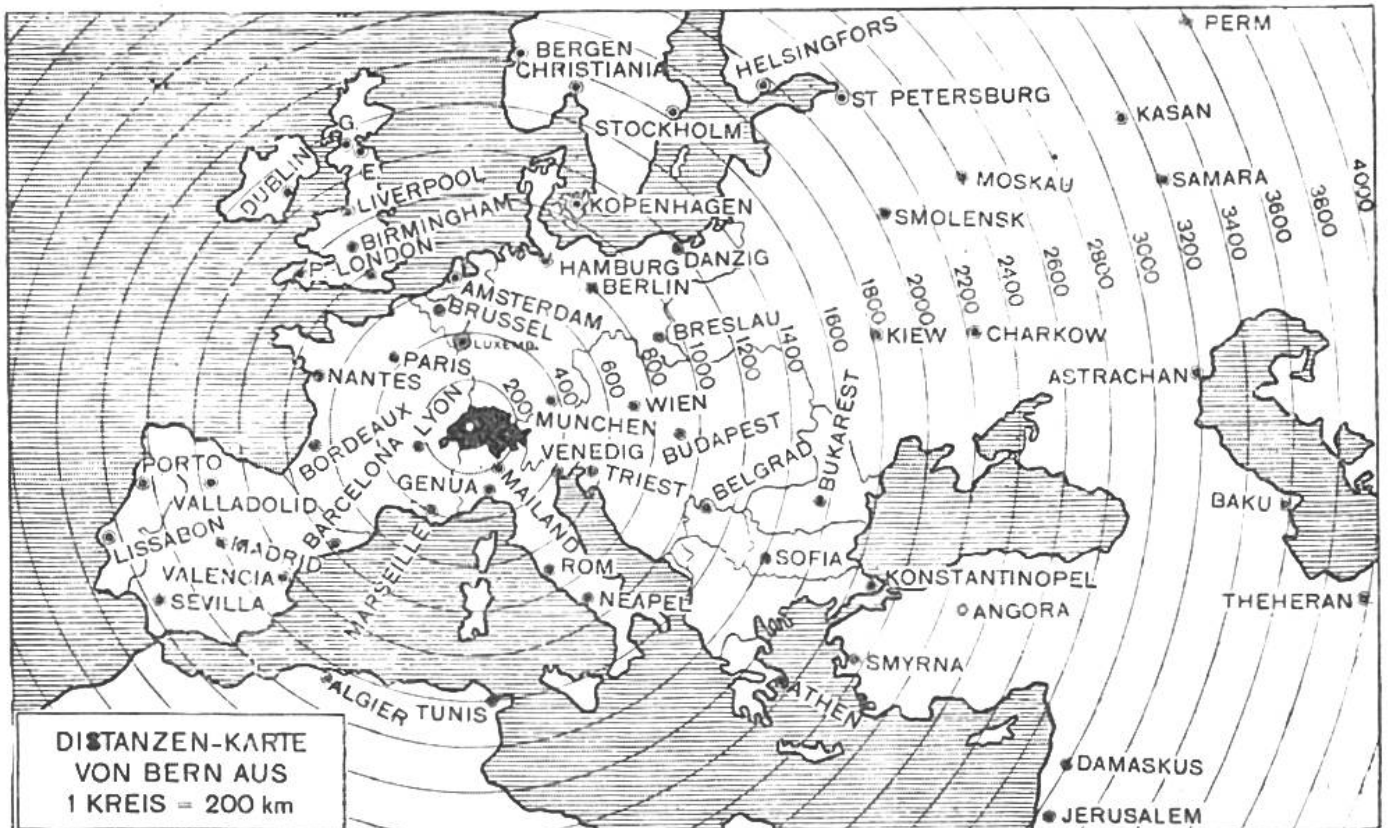 PERM
BERGEN
CHRISTIANIA
HELSINGFORS
ST PETERSBURG
KASAN
STOCKHOLM
G
E
DUBLIN
LIVERPOOL
MOSKAU
SAMARA
4000
KOPENHAGEN
SMOLENSK
BIRMINGHAM
P
LONDON
HAMBURG
DANZIG
BERLIN
AMSTERDAM
BRÜSSEL
1800
2000
2200
2400
2600
2800
3000
3200
3400
3600
3800
LUXEMB.
BRESLAU
KIEW
CHARKOW
PARIS
NANTES
200
400
600
800
1000
1200
1400
1600
ASTRACHAN
WIEN
MÜNCHEN
BORDEAUX
LYON
BUDAPEST
BUKAREST
VENEDIG
PORTO
VALLADOLID
BARCELONA
GENUA
MAILAND
TRIEST
BELGRAD
BAKU
LISSABON
MADRID
VALENCIA
SEVILLA
MARSEILLE
ROM
NEAPEL
SOFIA
KONSTANTINOPEL
ANGORA
THEHERAN
SMYRNA
ALGIER
TUNIS
ATHEN
DAMASKUS
JERUSALEM
DISTANZEN-KARTE
VON BERN AUS
1 KREIS = 200 km